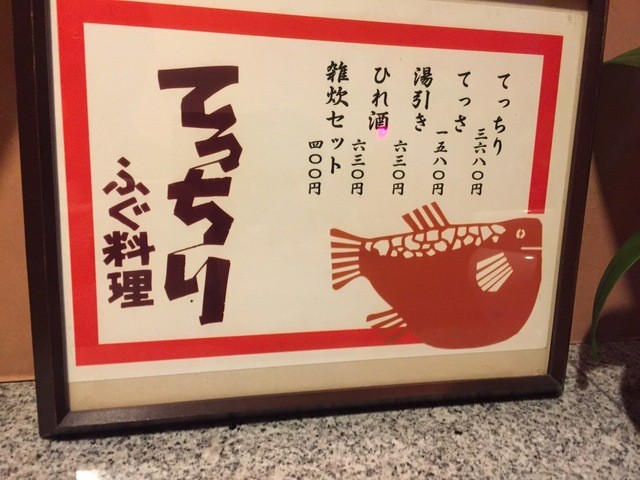 てっちり
三六八〇円
てっさ
一五八〇円
湯引き
六三〇円
ひれ酒
六三〇円
雑炊セット
四〇〇円
てっちり
ふぐ料理